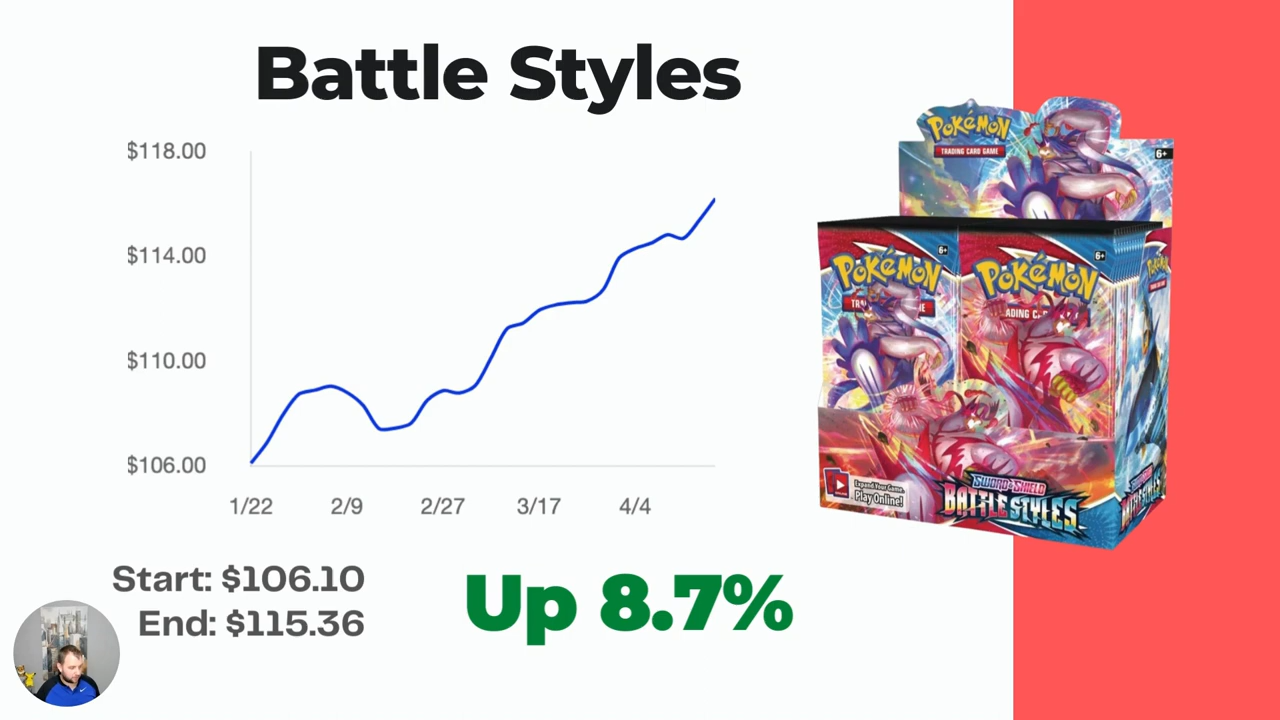 Battle Styles
$118.00
$114.00
$110.00
$106.00
1/22 2/9 2/27 3/17 4/4
Start: $106.10
End: $115.36
Up 8.7%
POKéMON
TRADING CARD GAME
6+
6+
6+
POKéMON
POKéMON
Expand Your Game.
Play Online!
SWORD & SHIELD
BATTLE STYLES